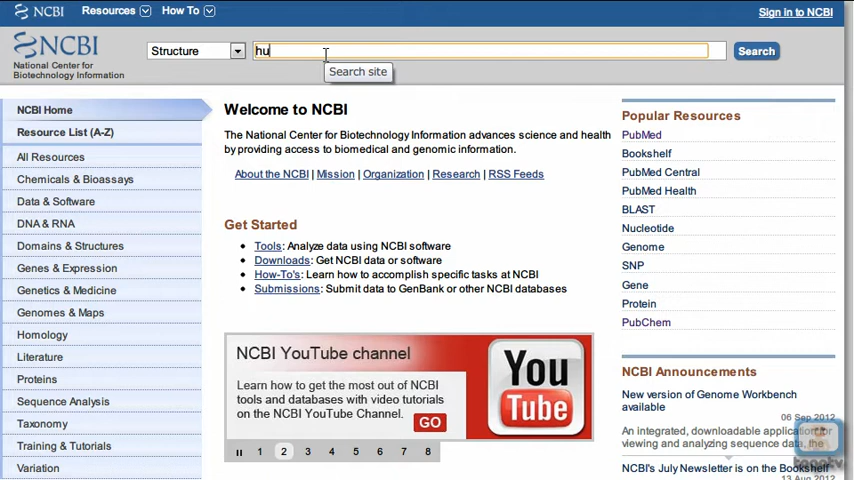 NCBI Resources How To Sign in to NCBI
NCBI
National Center for
Biotechnology Information
Structure hu Search
Search site
NCBI Home
Resource List (A-Z)
All Resources
Chemicals & Bioassays
Data & Software
DNA & RNA
Domains & Structures
Genes & Expression
Genetics & Medicine
Genomes & Maps
Homology
Literature
Proteins
Sequence Analysis
Taxonomy
Training & Tutorials
Variation
Welcome to NCBI
The National Center for Biotechnology Information advances science and health
by providing access to biomedical and genomic information.
About the NCBI | Mission | Organization | Research | RSS Feeds
Get Started
• Tools: Analyze data using NCBI software
• Downloads: Get NCBI data or software
• How-To's: Learn how to accomplish specific tasks at NCBI
• Submissions: Submit data to GenBank or other NCBI databases
NCBI YouTube channel
Learn how to get the most out of NCBI
tools and databases with video tutorials
on the NCBI YouTube Channel.
GO
You
Tube
1 2 3 4 5 6 7 8
Popular Resources
PubMed
Bookshelf
PubMed Central
PubMed Health
BLAST
Nucleotide
Genome
SNP
Gene
Protein
PubChem
NCBI Announcements
New version of Genome Workbench
available
06 Sep 2012
An integrated, downloadable application for
viewing and analyzing sequence data, the
NCBI's July Newsletter is on the Bookshelf
13 Aug 2012